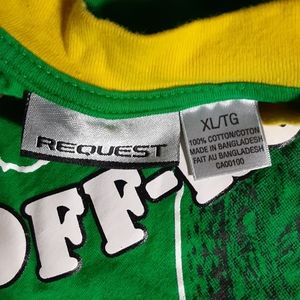 REQUEST
XL/TG
100% COTTON/COTON
MADE IN BANGLADESH
FAIT AU BANGLADESH
CA00100
OFF-